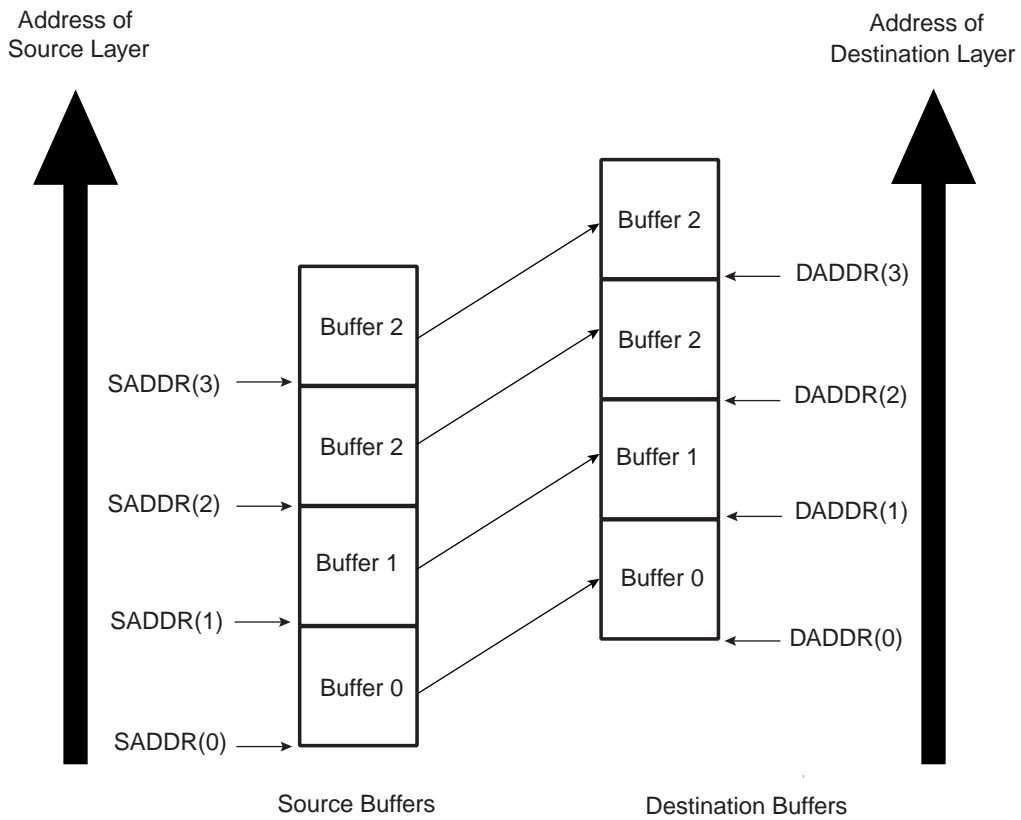 Address of
Source Layer
Address of
Destination Layer
Buffer 2
DADDR(3)
Buffer 2
Buffer 2
SADDR(3)
DADDR(2)
Buffer 2
Buffer 1
SADDR(2)
DADDR(1)
Buffer 1
Buffer 0
SADDR(1)
DADDR(0)
Buffer 0
SADDR(0)
Source Buffers
Destination Buffers